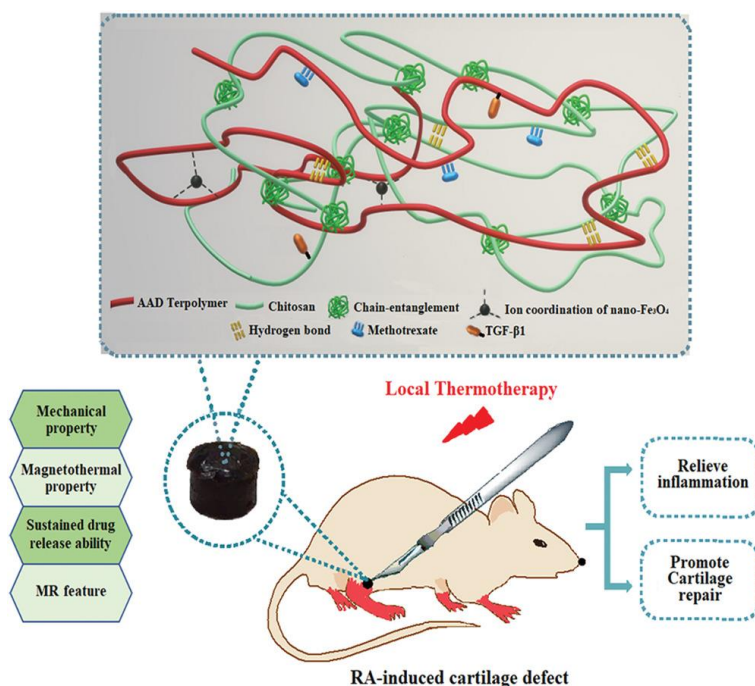 AAD Terpolymer
Chitosan
Chain-entanglement
Ion coordination of nano-Fe₃O₄
Hydrogen bond
Methotrexate
TGF-β1
Local Thermotherapy
Mechanical
property
Magnetothermal
property
Sustained drug
release ability
MR feature
Relieve
inflammation
Promote
Cartilage
repair
RA-induced cartilage defect